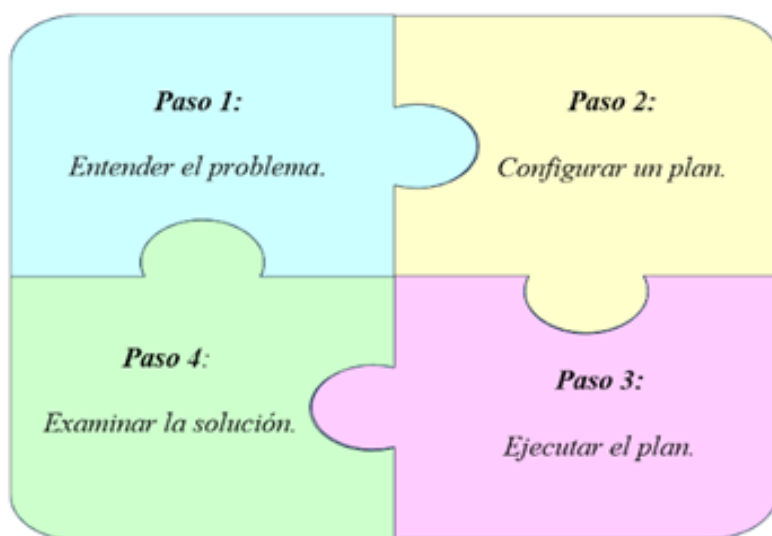 Paso 1:
Entender el problema.
Paso 2:
Configurar un plan.
Paso 4:
Examinar la solución.
Paso 3:
Ejecutar el plan.